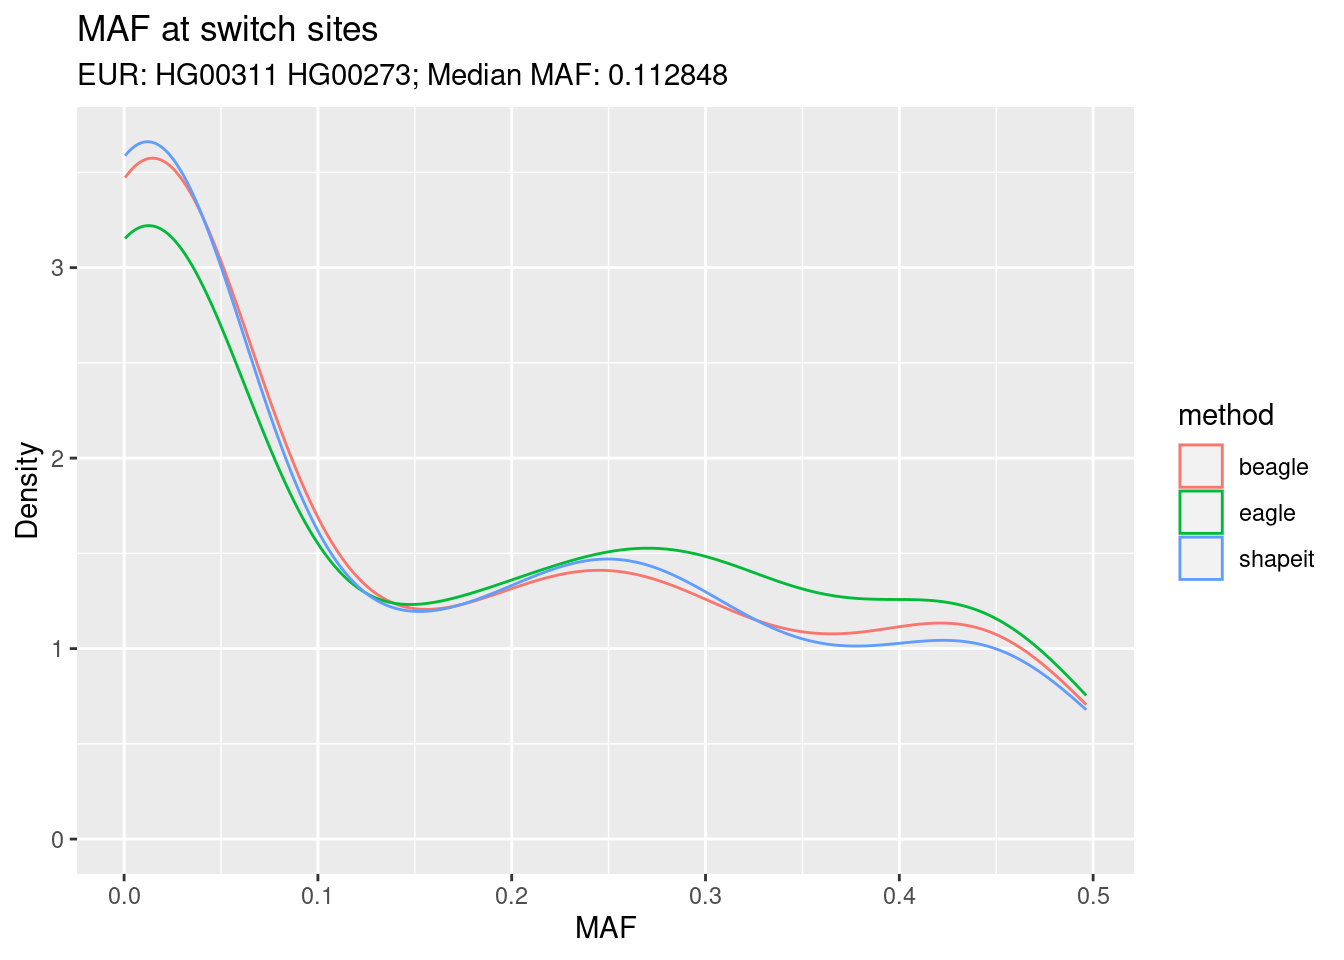 MAF at switch sites
EUR: HG00311 HG00273; Median MAF: 0.112848
Density
3
2
1
0
0.0 0.1 0.2 0.3 0.4 0.5
MAF
method
beagle
eagle
shapeit